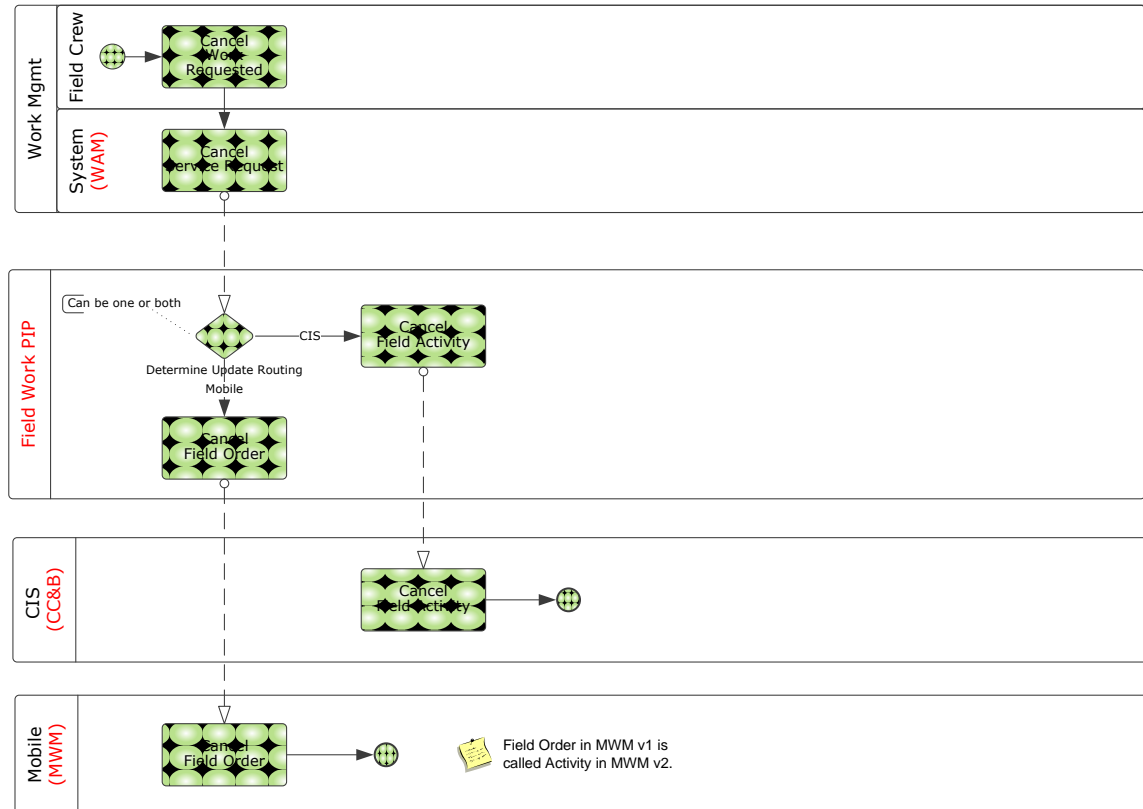 Work Mgmt
Field Crew
Cancel
Work
Requested
System
(WAM)
Cancel
Service Request
Field Work PIP
Can be one or both
CIS
Cancel
Field Activity
Determine Update Routing
Mobile
Cancel
Field Order
CIS
(CC&B)
Cancel
Field Activity
Mobile
(MWM)
Cancel
Field Order
Field Order in MWM v1 is
called Activity in MWM v2.